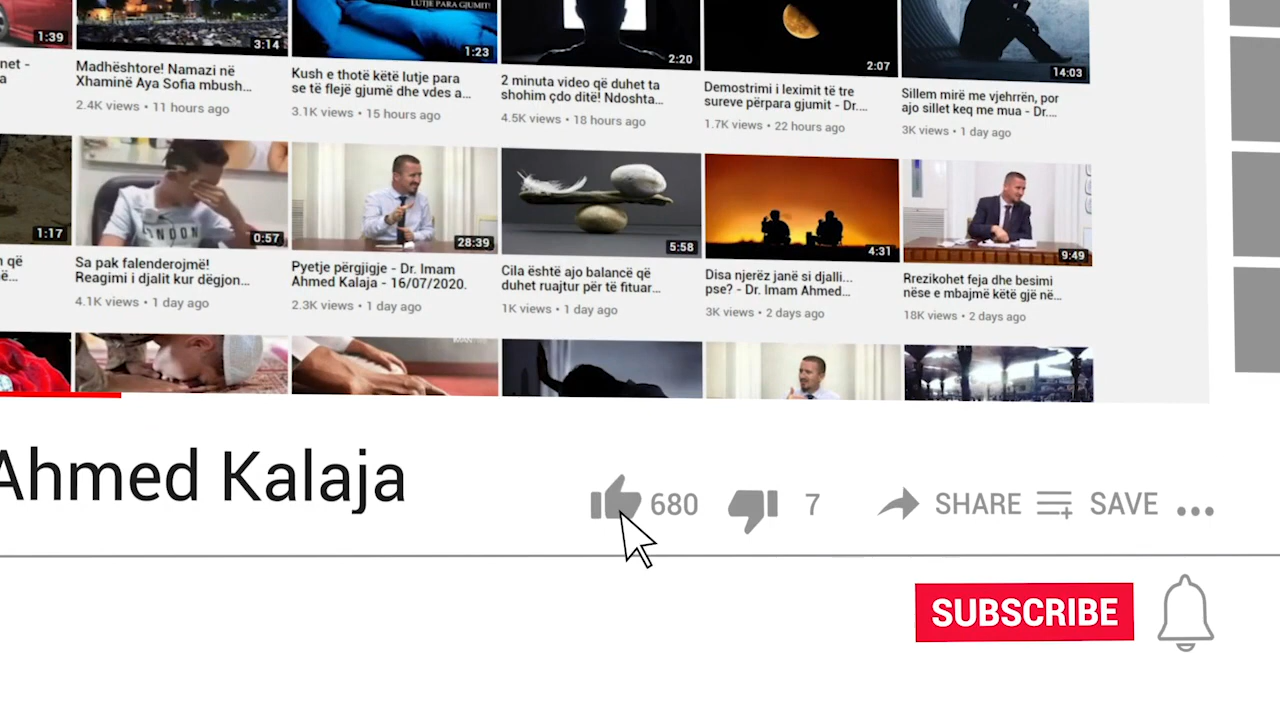 LUTJE PARA GJUMIT!
1:39
3:14
1:23
2:20
2:07
14:03
net -
a
Madhështore! Namazi në
Xhaminë Aya Sofia mbush...
2.4K views • 11 hours ago
Kush e thotë këtë lutje para
se të flejë gjumë dhe vdes a...
3.1K views • 15 hours ago
2 minuta video që duhet ta
shohim çdo ditë! Ndoshta...
4.5K views • 18 hours ago
Demostrimi i leximit të tre
sureve përpara gjumit - Dr....
1.7K views • 22 hours ago
Sillem mirë me vjehrrën, por
ajo sillet keq me mua - Dr....
3K views • 1 day ago
LONDON
1:17
0:57
28:39
5:58
4:31
9:49
që
ë...
Sa pak falenderojmë!
Reagimi i djalit kur dëgjon...
4.1K views • 1 day ago
Pyetje përgjigje - Dr. Imam
Ahmed Kalaja - 16/07/2020.
2.3K views • 1 day ago
Cila është ajo balancë që
duhet ruajtur për të fituar...
1K views • 1 day ago
Disa njerëz janë si djalli...
pse? - Dr. Imam Ahmed...
3K views • 2 days ago
Rrezikohet feja dhe besimi
nëse e mbajmë këtë gjë në...
18K views • 2 days ago
Ahmed Kalaja
680
7
SHARE
SAVE
SUBSCRIBE